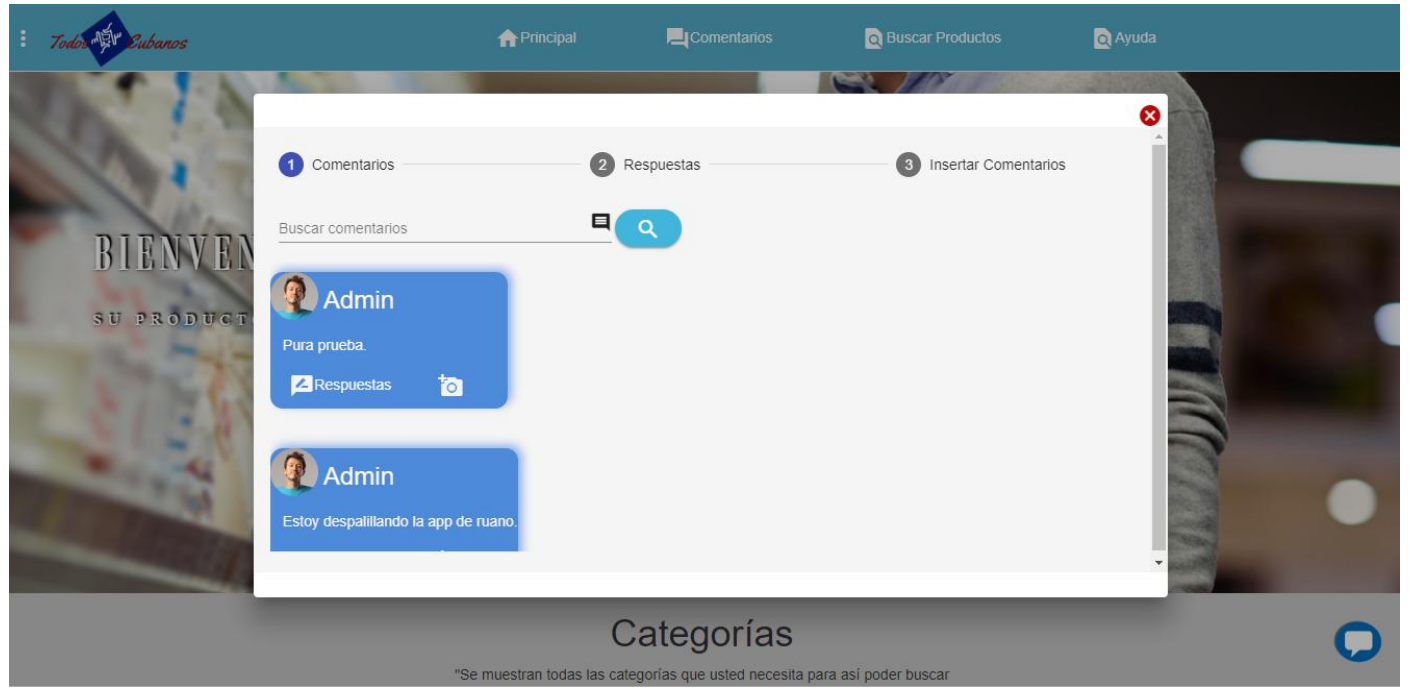 Todos Cubanos
Principal
Comentarios
Buscar Productos
Ayuda
1 Comentarios
2 Respuestas
3 Insertar Comentarios
Buscar comentarios
BIENVEN
SU PRODUCT
Admin
Pura prueba.
Respuestas
Admin
Estoy despalillando la app de ruano.
Categorías
"Se muestran todas las categorías que usted necesita para así poder buscar